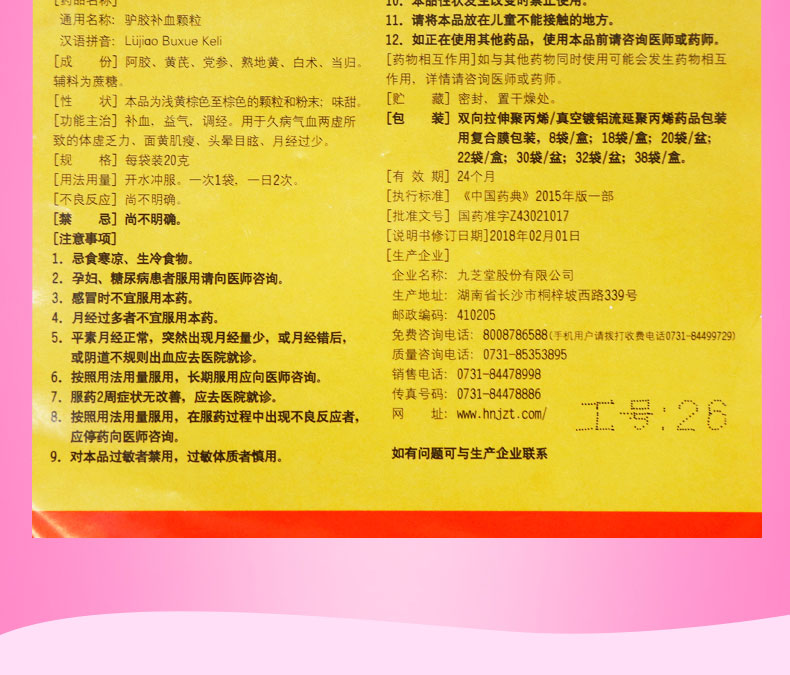 [药品名称]
通用名称：驴胶补血颗粒
汉语拼音：Lüjiao Buxue Keli
[成　　份] 阿胶、黄芪、党参、熟地黄、白术、当归。
辅料为蔗糖。
[性　　状] 本品为浅黄棕色至棕色的颗粒和粉末；味甜。
[功能主治] 补血、益气，调经。用于久病气血两虚所
致的体虚乏力、面黄肌瘦、头晕目眩、月经过少。
[规　　格] 每袋装20克
[用法用量] 开水冲服。一次1袋，一日2次。
[不良反应] 尚不明确。
[禁　　忌] 尚不明确。
[注意事项]
1. 忌食寒凉、生冷食物。
2. 孕妇、糖尿病患者服用请向医师咨询。
3. 感冒时不宜服用本药。
4. 月经过多者不宜服用本药。
5. 平素月经正常，突然出现月经量少，或月经错后，
或阴道不规则出血应去医院就诊。
6. 按照用法用量服用，长期服用应向医师咨询。
7. 服药2周症状无改善，应去医院就诊。
8. 按照用法用量服用，在服药过程中出现不良反应者，
应停药向医师咨询。
9. 对本品过敏者禁用，过敏体质者慎用。
10. 本品性状发生改变时禁止使用。
11. 请将本品放在儿童不能接触的地方。
12. 如正在使用其他药品，使用本品前请咨询医师或药师。
[药物相互作用]如与其他药物同时使用可能会发生药物相互
作用，详情请咨询医师或药师。
[贮　　藏] 密封、置干燥处。
[包　　装] 双向拉伸聚丙烯/真空镀铝流延聚丙烯药品包装
用复合膜包装，8袋/盒；18袋/盒；20袋/盆；
22袋/盒；30袋/盆；32袋/盆；38袋/盒。
[有 效 期] 24个月
[执行标准] 《中国药典》2015年版一部
[批准文号] 国药准字Z43021017
[说明书修订日期]2018年02月01日
[生产企业]
企业名称：九芝堂股份有限公司
生产地址：湖南省长沙市桐梓坡西路339号
邮政编码：410205
免费咨询电话：8008786588(手机用户请拨打收费电话0731-84499729)
质量咨询电话：0731-85353895
销售电话：0731-84478998
传真号码：0731-84478886
网　　址：www.hnjzt.com/
工号:26
如有问题可与生产企业联系